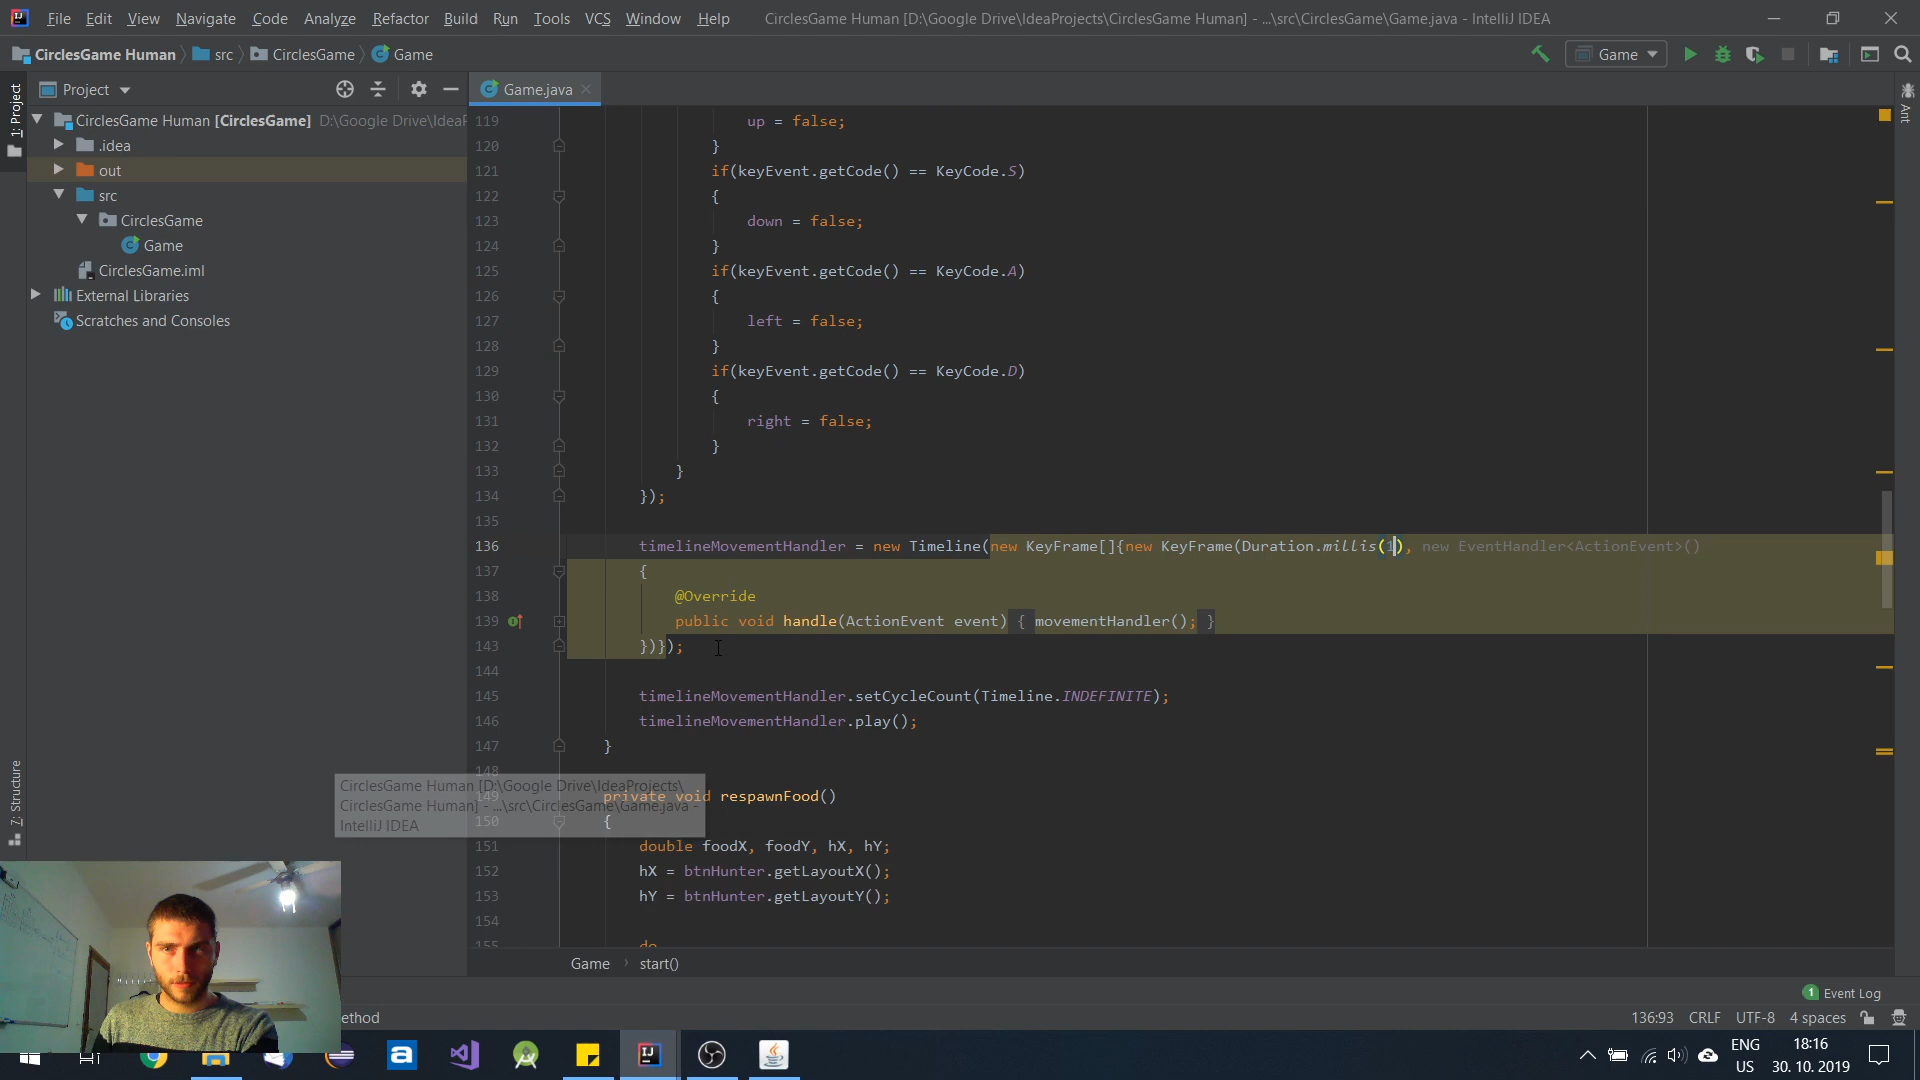 File Edit View Navigate Code Analyze Refactor Build Run Tools VCS Window Help CirclesGame Human [D:\Google Drive\IdeaProjects\CirclesGame Human] - ...\src\CirclesGame\Game.java - IntelliJ IDEA
CirclesGame Human src CirclesGame Game
Game
Project
Game.java
1: Project
Ant
CirclesGame Human [CirclesGame] D:\Google Drive\IdeaP
.idea
out
src
CirclesGame
Game
CirclesGame.iml
External Libraries
Scratches and Consoles
119 up = false;
120 }
121 if(keyEvent.getCode() == KeyCode.S)
122 {
123 down = false;
124 }
125 if(keyEvent.getCode() == KeyCode.A)
126 {
127 left = false;
128 }
129 if(keyEvent.getCode() == KeyCode.D)
130 {
131 right = false;
132 }
133 }
134 });
135
136 timelineMovementHandler = new Timeline(new KeyFrame[]{new KeyFrame(Duration.millis(1), new EventHandler<ActionEvent>()
137 {
138 @Override
139 public void handle(ActionEvent event) { movementHandler(); }
143 })});
144
145 timelineMovementHandler.setCycleCount(Timeline.INDEFINITE);
146 timelineMovementHandler.play();
147 }
148
149 private void respawnFood()
150 {
151 double foodX, foodY, hX, hY;
152 hX = btnHunter.getLayoutX();
153 hY = btnHunter.getLayoutY();
154
155 do
CirclesGame Human [D:\Google Drive\IdeaProjects\
CirclesGame Human] - ...\src\CirclesGame\Game.java -
IntelliJ IDEA
7: Structure
Game start()
1 Event Log
ethod
136:93 CRLF UTF-8 4 spaces
ENG
US
18:16
30. 10. 2019